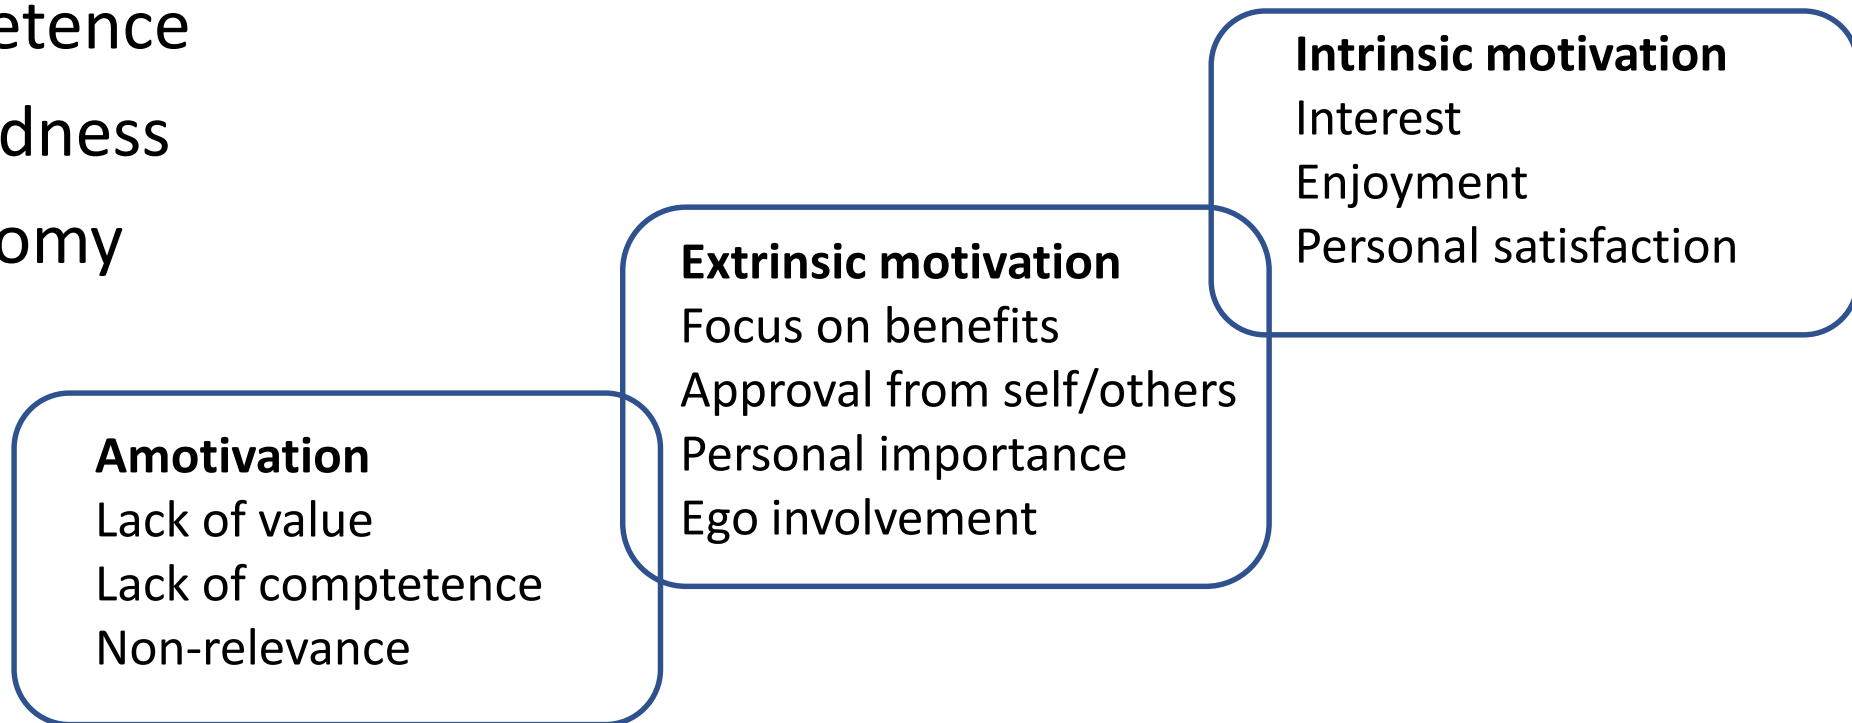 etence
dness
omy
Intrinsic motivation
Interest
Enjoyment
Personal satisfaction
Extrinsic motivation
Focus on benefits
Approval from self/others
Personal importance
Ego involvement
Amotivation
Lack of value
Lack of comptetence
Non-relevance